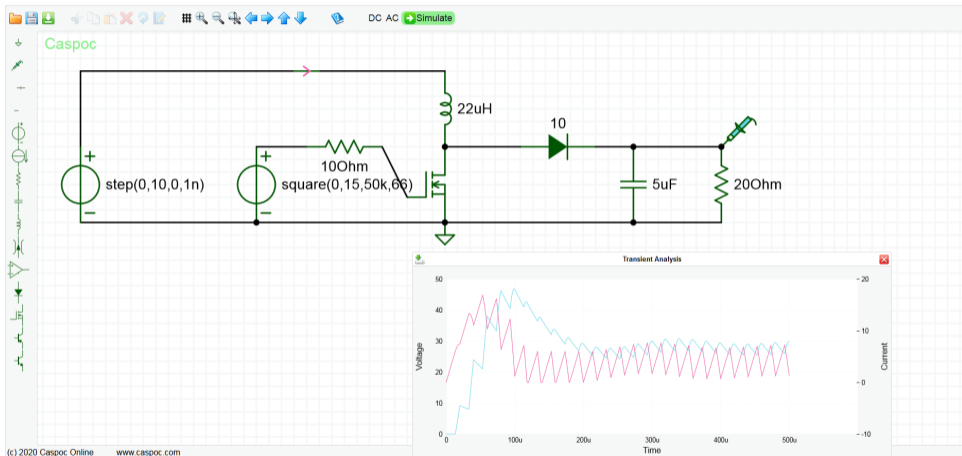 DC AC Simulate
Caspoc
22uH
10
10Ohm
step(0,10,0,1n)
square(0,15,50k,66)
5uF
20Ohm
Transient Analysis
50
40
30
20
10
0
Voltage
20
10
0
-10
Current
0
100u
200u
300u
400u
500u
Time
(c) 2020 Caspoc Online www.caspoc.com